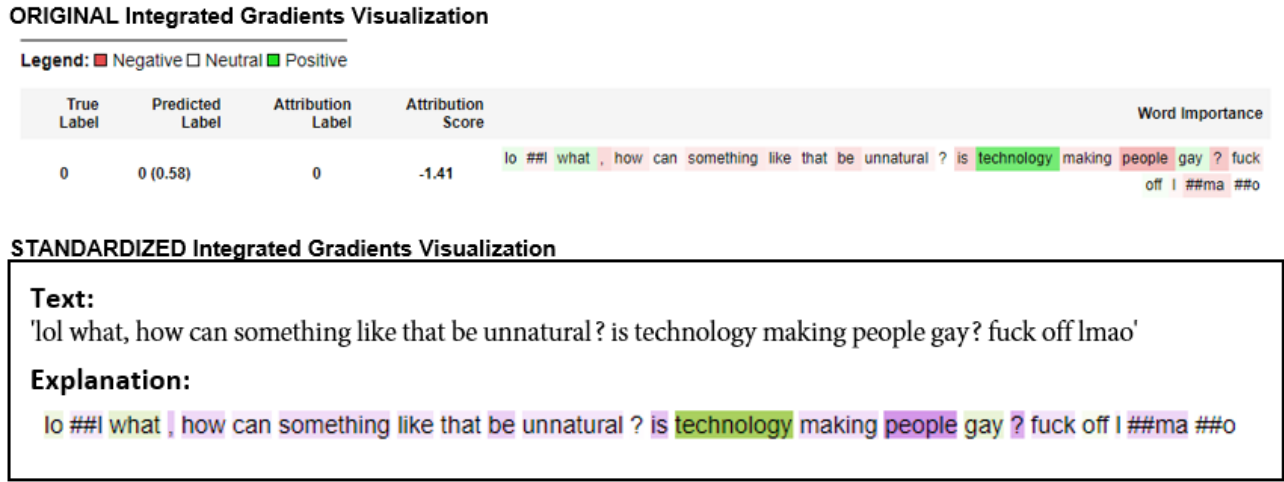 ORIGINAL Integrated Gradients Visualization
Legend: Negative Neutral Positive
True Label Predicted Label Attribution Label Attribution Score Word Importance
0 0 (0.58) 0 -1.41 lo ##l what , how can something like that be unnatural ? is technology making people gay ? fuck
off l ##ma ##o
STANDARDIZED Integrated Gradients Visualization
Text:
'lol what, how can something like that be unnatural? is technology making people gay? fuck off lmao'
Explanation:
lo ##l what , how can something like that be unnatural ? is technology making people gay ? fuck off l ##ma ##o